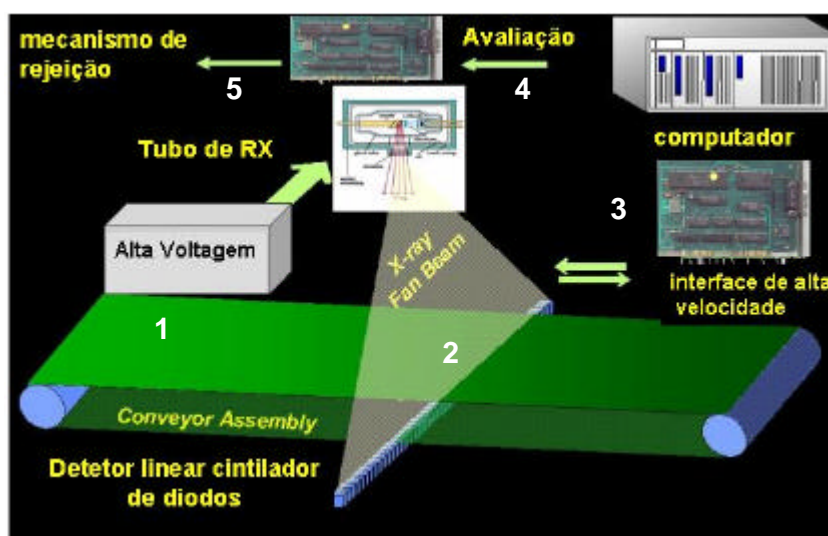 mecanismo de
rejeição
5
Avaliação
4
computador
Tubo de RX
3
Alta Voltagem
interface de alta
velocidade
X-ray
Fan Beam
1
2
Conveyor Assembly
Detetor linear cintilador
de diodos